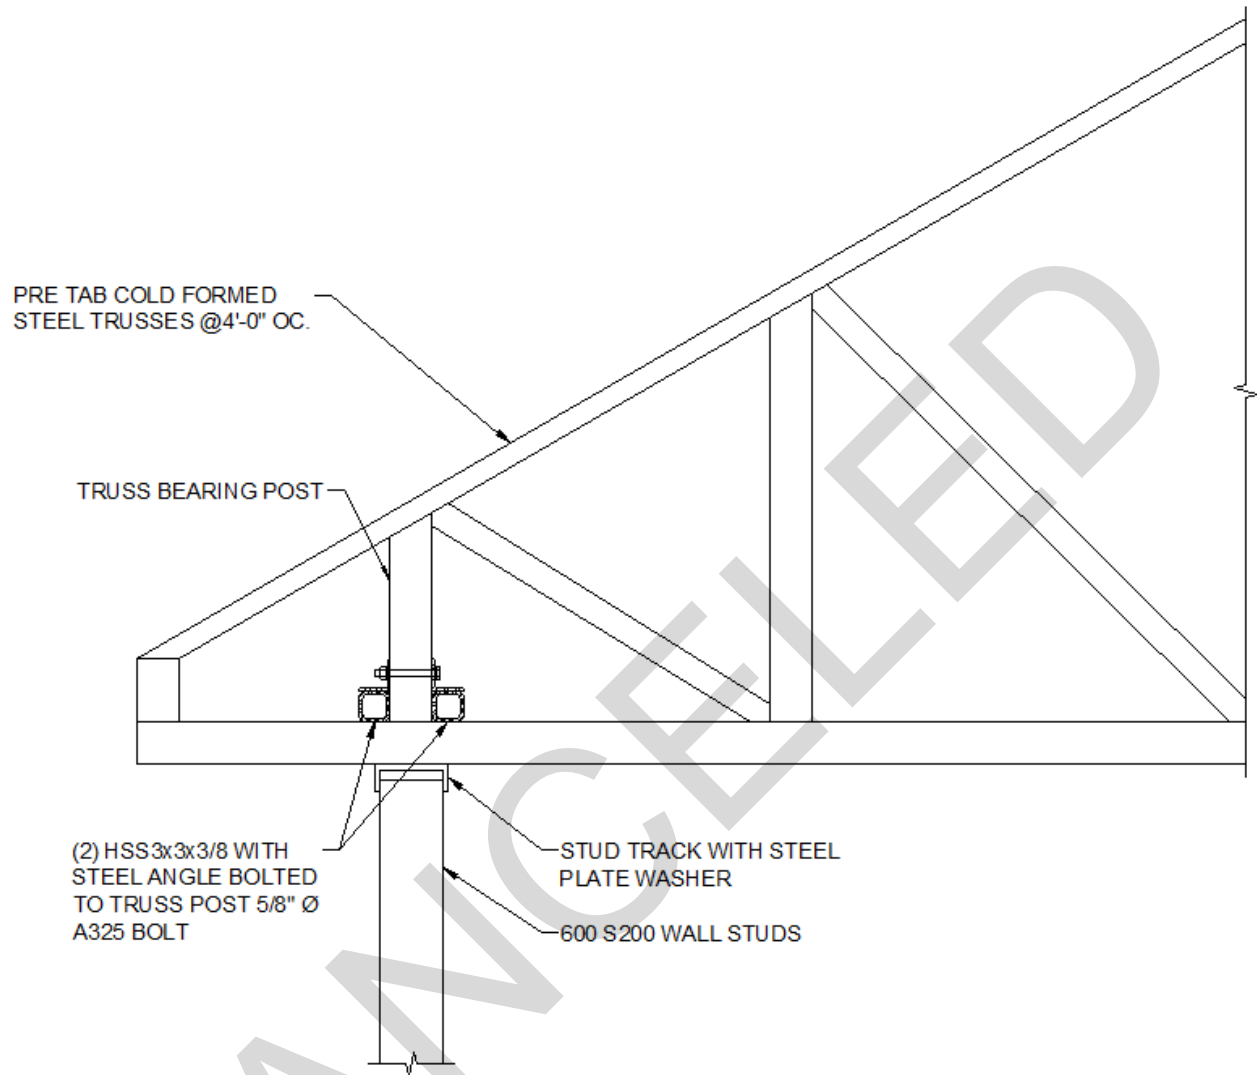 PRE TAB COLD FORMED
STEEL TRUSSES @4'-0" OC.
TRUSS BEARING POST
(2) HSS3x3x3/8 WITH
STEEL ANGLE BOLTED
TO TRUSS POST 5/8" Ø
A325 BOLT
STUD TRACK WITH STEEL
PLATE WASHER
600 S200 WALL STUDS
ANCELED